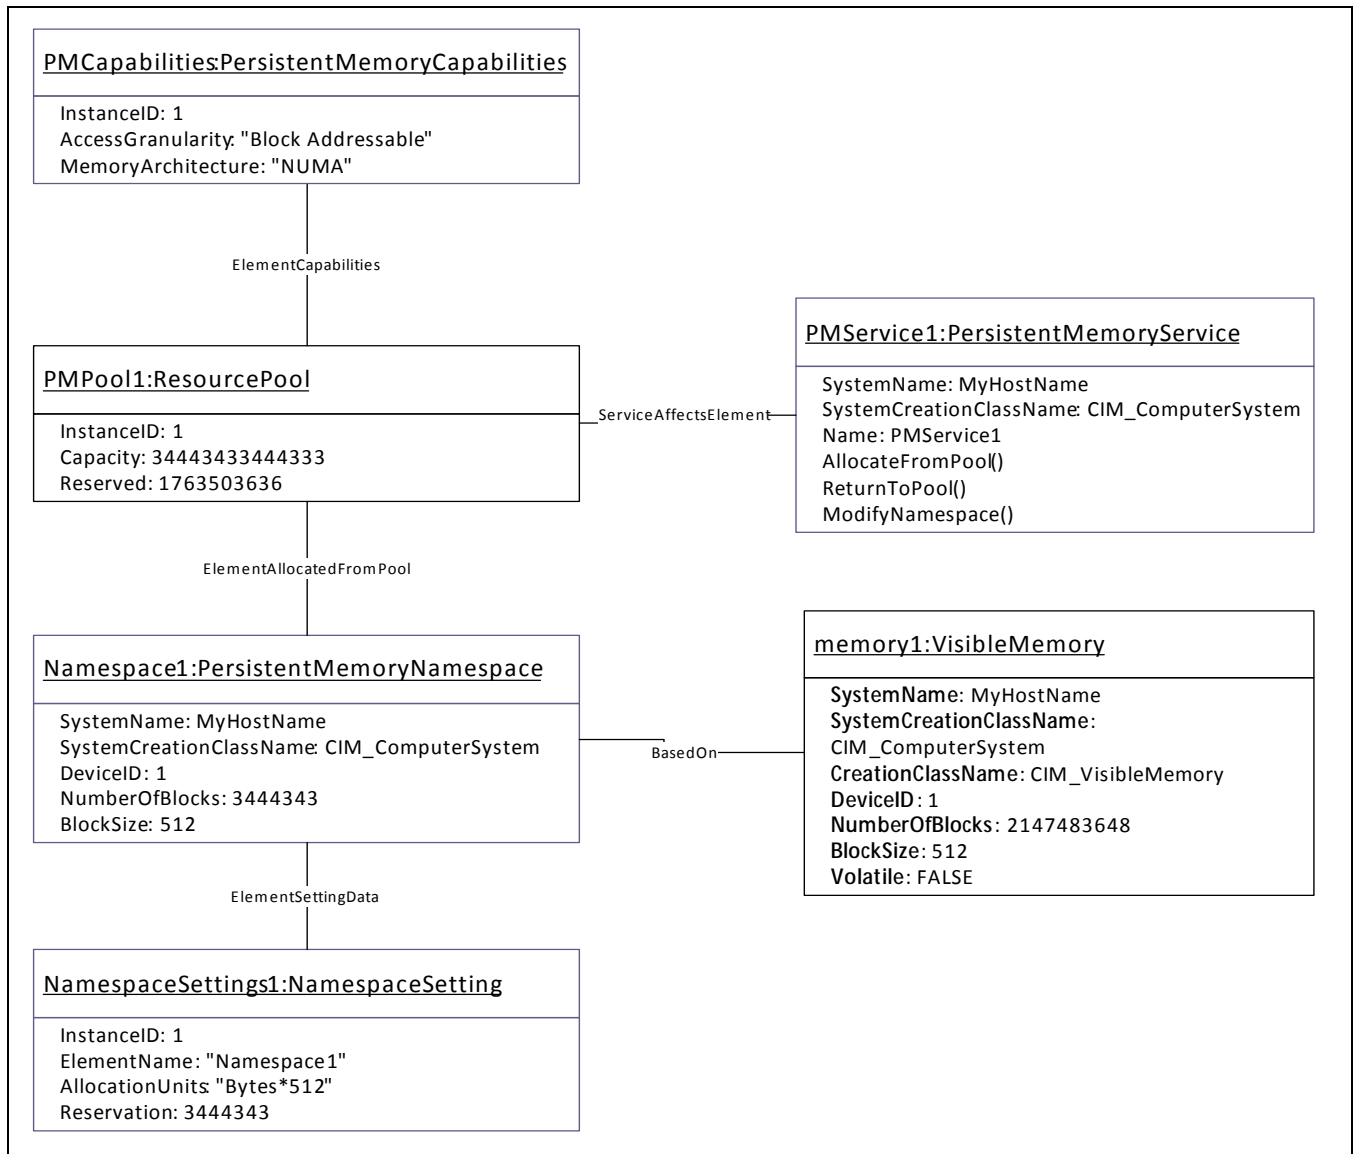 PMCapabilities:PersistentMemoryCapabilities
InstanceID: 1
AccessGranularity: "Block Addressable"
MemoryArchitecture: "NUMA"
ElementCapabilities
PMPool1:ResourcePool
InstanceID: 1
Capacity: 34443433444333
Reserved: 1763503636
ServiceAffectsElement
PMService1:PersistentMemoryService
SystemName: MyHostName
SystemCreationClassName: CIM_ComputerSystem
Name: PMService1
AllocateFromPool()
ReturnToPool()
ModifyNamespace()
ElementAllocatedFromPool
Namespace1:PersistentMemoryNamespace
SystemName: MyHostName
SystemCreationClassName: CIM_ComputerSystem
DeviceID: 1
NumberOfBlocks: 3444343
BlockSize: 512
BasedOn
memory1:VisibleMemory
SystemName: MyHostName
SystemCreationClassName:
CIM_ComputerSystem
CreationClassName: CIM_VisibleMemory
DeviceID: 1
NumberOfBlocks: 2147483648
BlockSize: 512
Volatile: FALSE
ElementSettingData
NamespaceSettings1:NamespaceSetting
InstanceID: 1
ElementName: "Namespace1"
AllocationUnits: "Bytes*512"
Reservation: 3444343